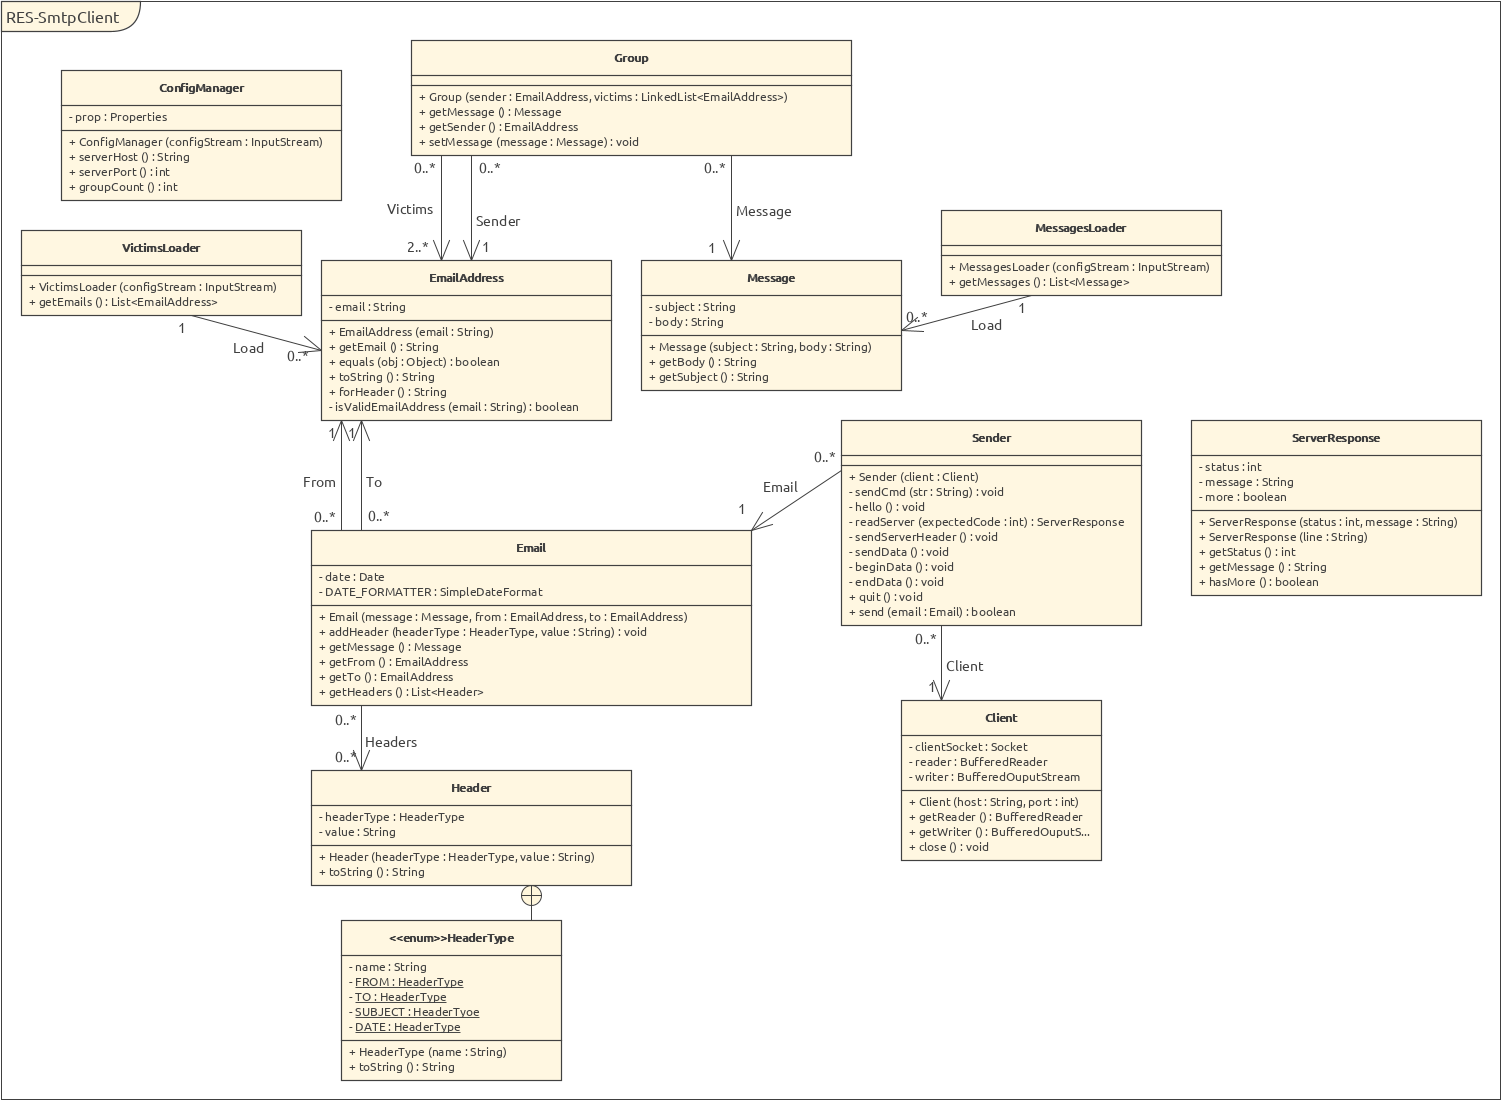 RES-SmtpClient
Group
+ Group (sender : EmailAddress, victims : LinkedList<EmailAddress>)
+ getMessage () : Message
+ getSender () : EmailAddress
+ setMessage (message : Message) : void
ConfigManager
- prop : Properties
+ ConfigManager (configStream : InputStream)
+ serverHost () : String
+ serverPort () : int
+ groupCount () : int
0..*
0..*
0..*
Victims
Sender
Message
2..*
1
1
VictimsLoader
+ VictimsLoader (configStream : InputStream)
+ getEmails () : List<EmailAddress>
1
Load
0..*
MessagesLoader
+ MessagesLoader (configStream : InputStream)
+ getMessages () : List<Message>
1
Load
0..*
EmailAddress
- email : String
+ EmailAddress (email : String)
+ getEmail () : String
+ equals (obj : Object) : boolean
+ toString () : String
+ forHeader () : String
- isValidEmailAddress (email : String) : boolean
Message
- subject : String
- body : String
+ Message (subject : String, body : String)
+ getBody () : String
+ getSubject () : String
1
1
From
To
0..*
0..*
Sender
+ Sender (client : Client)
- sendCmd (str : String) : void
- hello () : void
- readServer (expectedCode : int) : ServerResponse
- sendServerHeader () : void
- sendData () : void
- beginData () : void
- endData () : void
+ quit () : void
+ send (email : Email) : boolean
0..*
Email
1
ServerResponse
- status : int
- message : String
- more : boolean
+ ServerResponse (status : int, message : String)
+ ServerResponse (line : String)
+ getStatus () : int
+ getMessage () : String
+ hasMore () : boolean
Email
- date : Date
- DATE_FORMATTER : SimpleDateFormat
+ Email (message : Message, from : EmailAddress, to : EmailAddress)
+ addHeader (headerType : HeaderType, value : String) : void
+ getMessage () : Message
+ getFrom () : EmailAddress
+ getTo () : EmailAddress
+ getHeaders () : List<Header>
0..*
Client
1
0..*
Headers
0..*
Client
- clientSocket : Socket
- reader : BufferedReader
- writer : BufferedOuputStream
+ Client (host : String, port : int)
+ getReader () : BufferedReader
+ getWriter () : BufferedOuputS...
+ close () : void
Header
- headerType : HeaderType
- value : String
+ Header (headerType : HeaderType, value : String)
+ toString () : String
<<enum>>HeaderType
- name : String
- FROM : HeaderType
- TO : HeaderType
- SUBJECT : HeaderTyoe
- DATE : HeaderType
+ HeaderType (name : String)
+ toString () : String